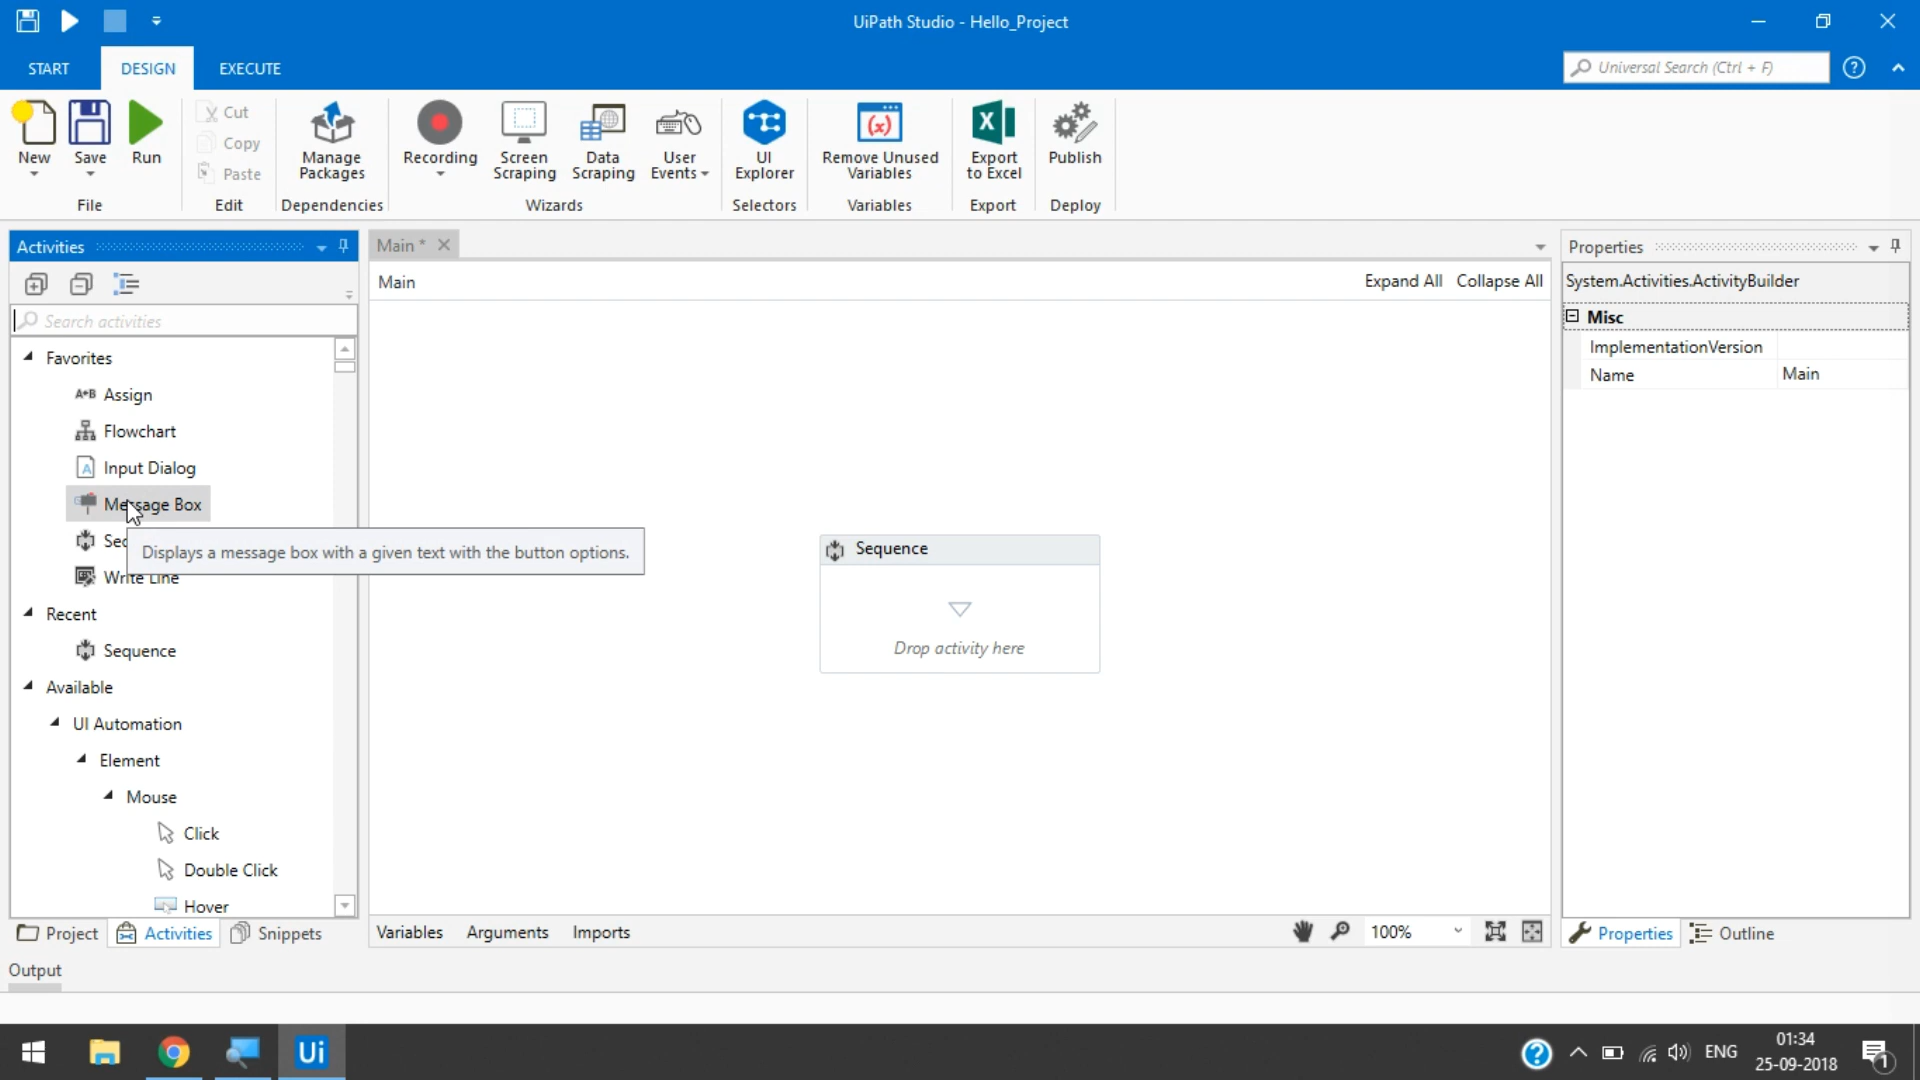 UiPath Studio - Hello_Project
START DESIGN EXECUTE
Universal Search (Ctrl + F)
New
Save
Run
File
Cut
Copy
Paste
Edit
Manage
Packages
Dependencies
Recording
Screen
Scraping
Data
Scraping
User
Events
Wizards
UI
Explorer
Selectors
Remove Unused
Variables
Variables
Export
to Excel
Export
Publish
Deploy
Activities
Search activities
Favorites
Assign
Flowchart
Input Dialog
Message Box
Displays a message box with a given text with the button options.
Write Line
Recent
Sequence
Available
UI Automation
Element
Mouse
Click
Double Click
Hover
Project Activities Snippets
Main *
Main
Expand All Collapse All
Sequence
Drop activity here
Variables Arguments Imports
100%
Properties
System.Activities.ActivityBuilder
Misc
ImplementationVersion
Name Main
Properties Outline
Output
Ui
ENG
01:34
25-09-2018
1